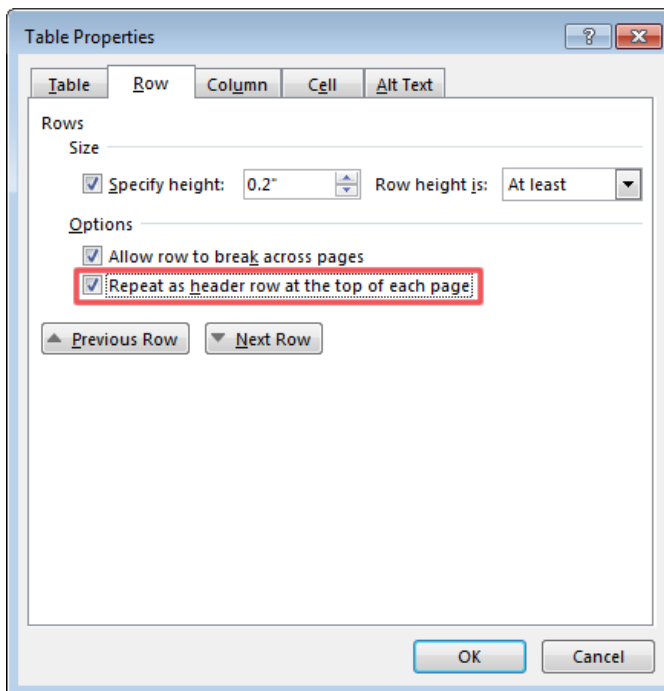 Table Properties
Table Row Column Cell Alt Text
Rows
Size
Specify height: 0.2" Row height is: At least
Options
Allow row to break across pages
Repeat as header row at the top of each page
Previous Row Next Row
OK Cancel